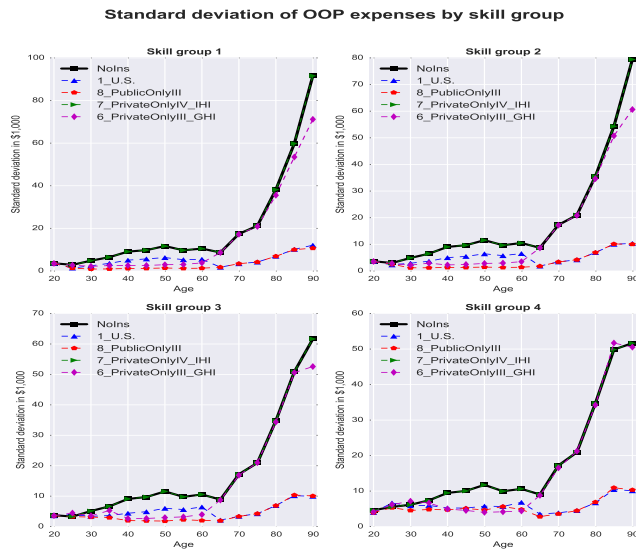 Standard deviation of OOP expenses by skill group
Skill group 1
Standard deviation in $1,000
100
80
60
40
20
0
NoIns
1_U.S.
8_PublicOnlyIII
7_PrivateOnlyIV_IHI
6_PrivateOnlyIII_GHI
20 30 40 50 60 70 80 90
Age
Skill group 2
Standard deviation in $1,000
80
70
60
50
40
30
20
10
0
NoIns
1_U.S.
8_PublicOnlyIII
7_PrivateOnlyIV_IHI
6_PrivateOnlyIII_GHI
20 30 40 50 60 70 80 90
Age
Skill group 3
Standard deviation in $1,000
70
60
50
40
30
20
10
0
NoIns
1_U.S.
8_PublicOnlyIII
7_PrivateOnlyIV_IHI
6_PrivateOnlyIII_GHI
20 30 40 50 60 70 80 90
Age
Skill group 4
Standard deviation in $1,000
60
50
40
30
20
10
0
NoIns
1_U.S.
8_PublicOnlyIII
7_PrivateOnlyIV_IHI
6_PrivateOnlyIII_GHI
20 30 40 50 60 70 80 90
Age